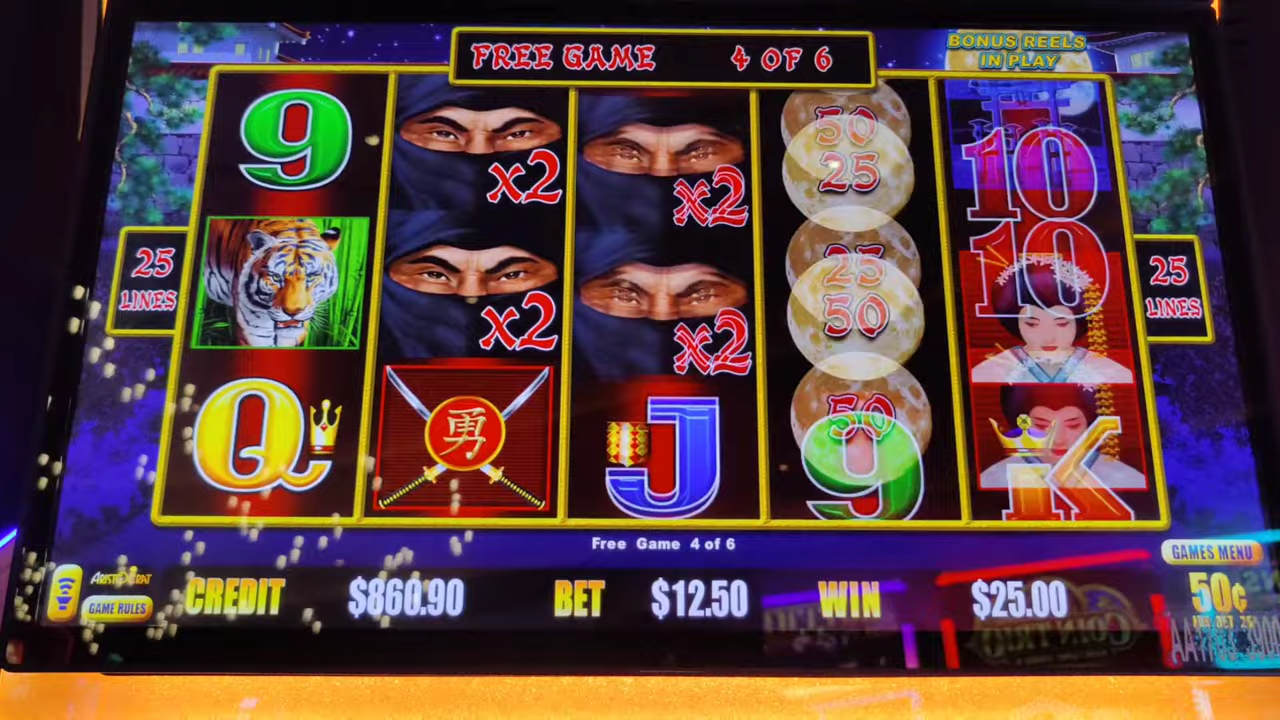 FREE GAME 4 OF 6
BONUS REELS
IN PLAY
9
x2
x2
50
25
10
25
LINES
x2
x2
25
50
10
25
LINES
Q
勇
J
50
9
K
Free Game 4 of 6
GAMES MENU
ARISTOCRAT
GAME RULES
CREDIT $860.90 BET $12.50 WIN $25.00
50¢